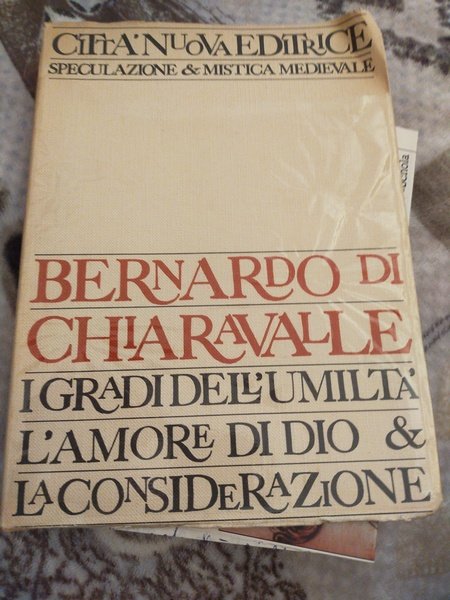 CITTÀ NUOVA EDITRICE
SPECULAZIONE & MISTICA MEDIEVALE
BERNARDO DI
CHIARAVALLE
I GRADI DELL'UMILTÀ
L'AMORE DI DIO &
LA CONSIDERAZIONE